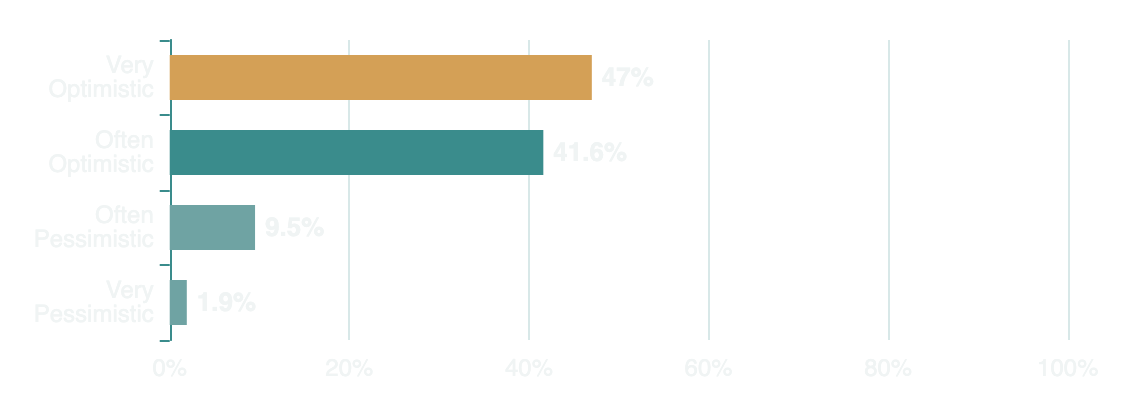 Very
Optimistic
47%
Often
Optimistic
41.6%
Often
Pessimistic
9.5%
Very
Pessimistic
1.9%
0% 20% 40% 60% 80% 100%